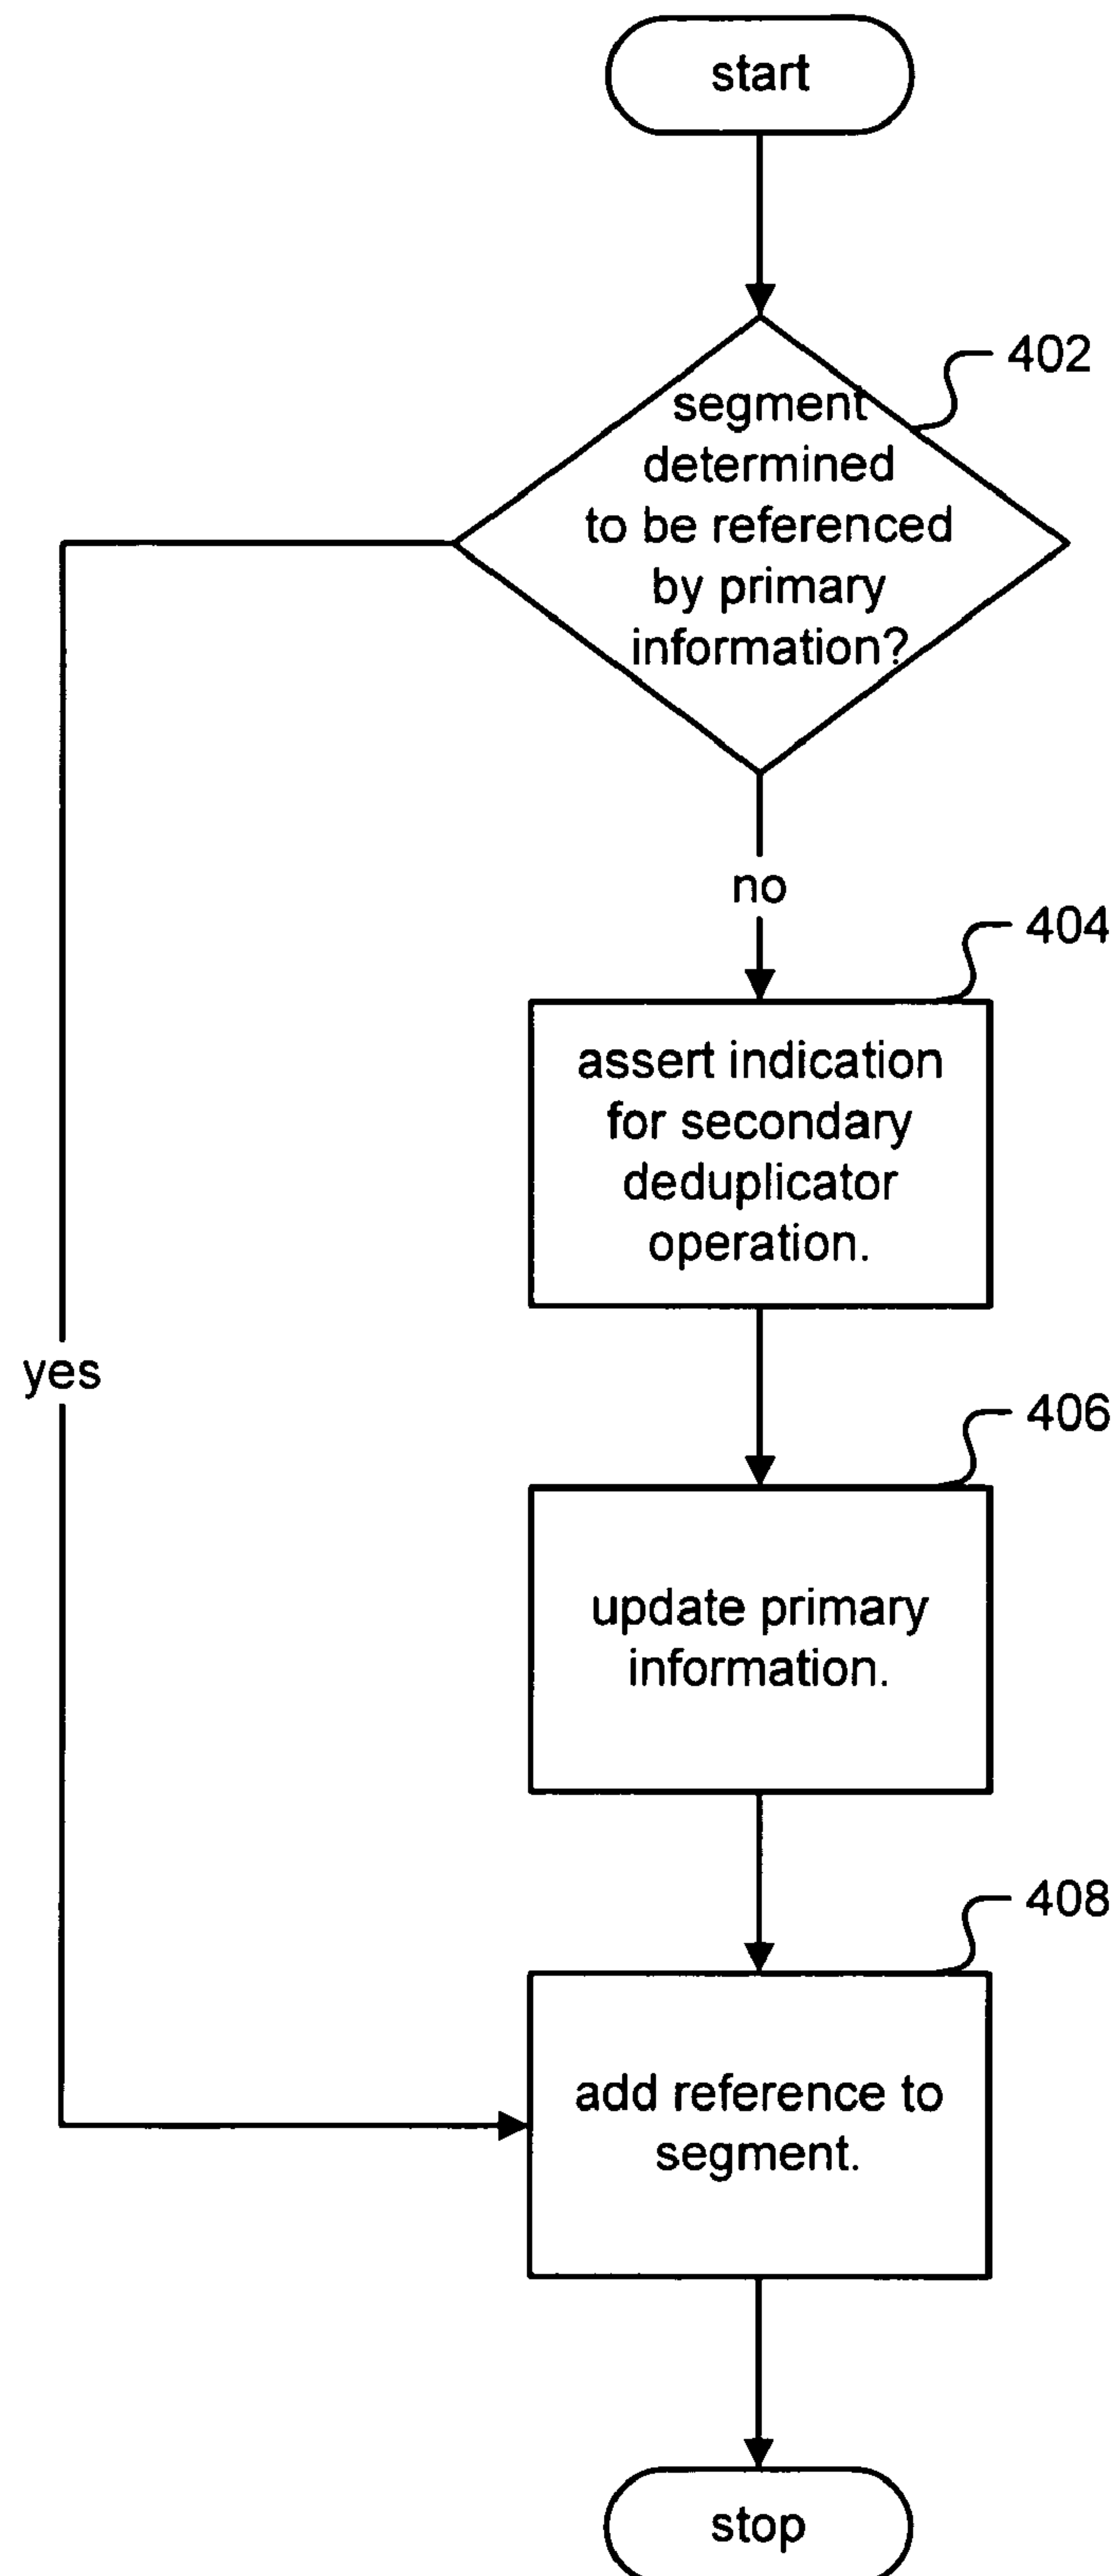 start
402
segment
determined
to be referenced
by primary
information?
no
404
assert indication
for secondary
deduplicator
operation.
yes
406
update primary
information.
408
add reference to
segment.
stop